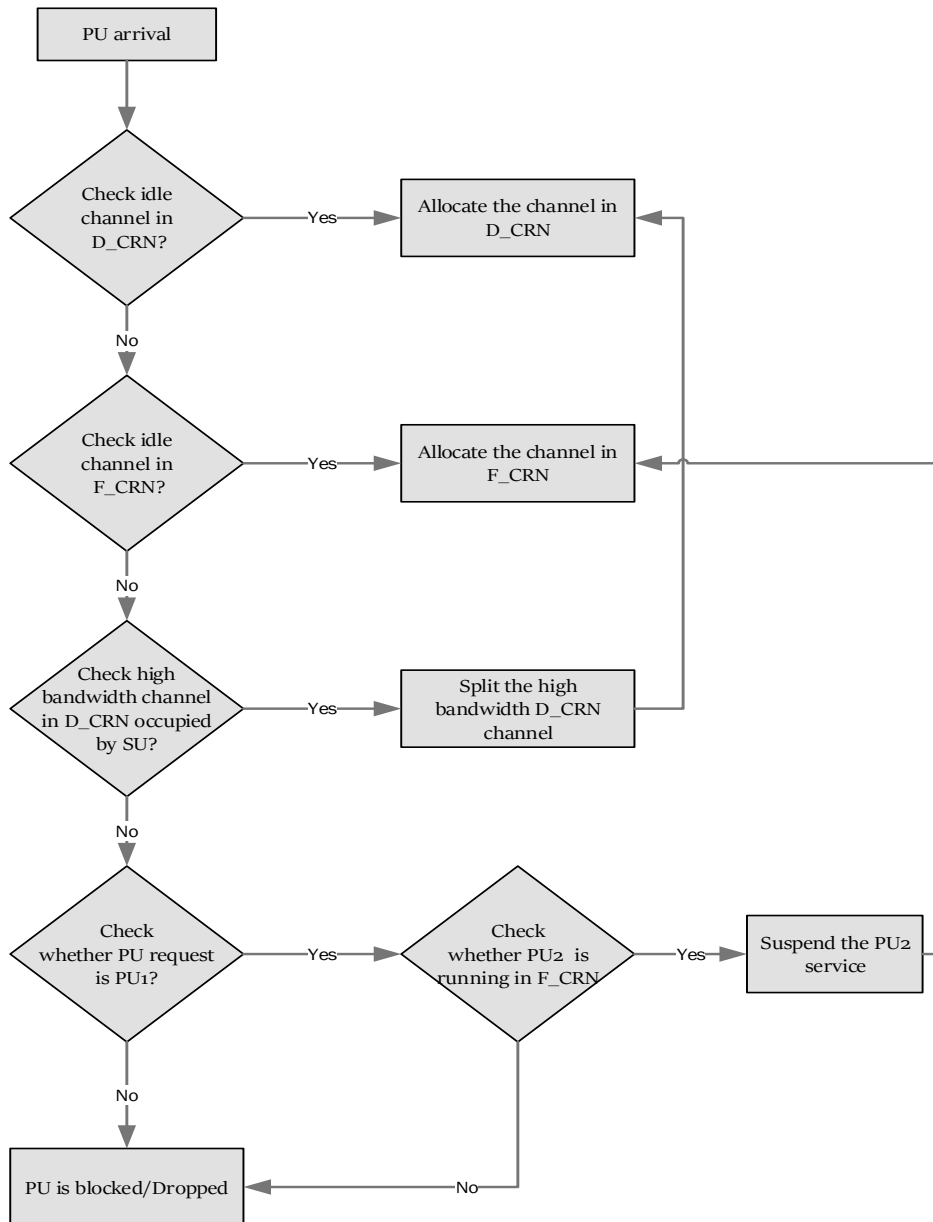 PU arrival
Check idle
channel in
D_CRN?
Yes
Allocate the channel in
D_CRN
No
Check idle
channel in
F_CRN?
Yes
Allocate the channel in
F_CRN
No
Check high
bandwidth channel
in D_CRN occupied
by SU?
Yes
Split the high
bandwidth D_CRN
channel
No
Check
whether PU request
is PU1?
Yes
Check
whether PU2 is
running in F_CRN
Yes
Suspend the PU2
service
No
PU is blocked/Dropped
No